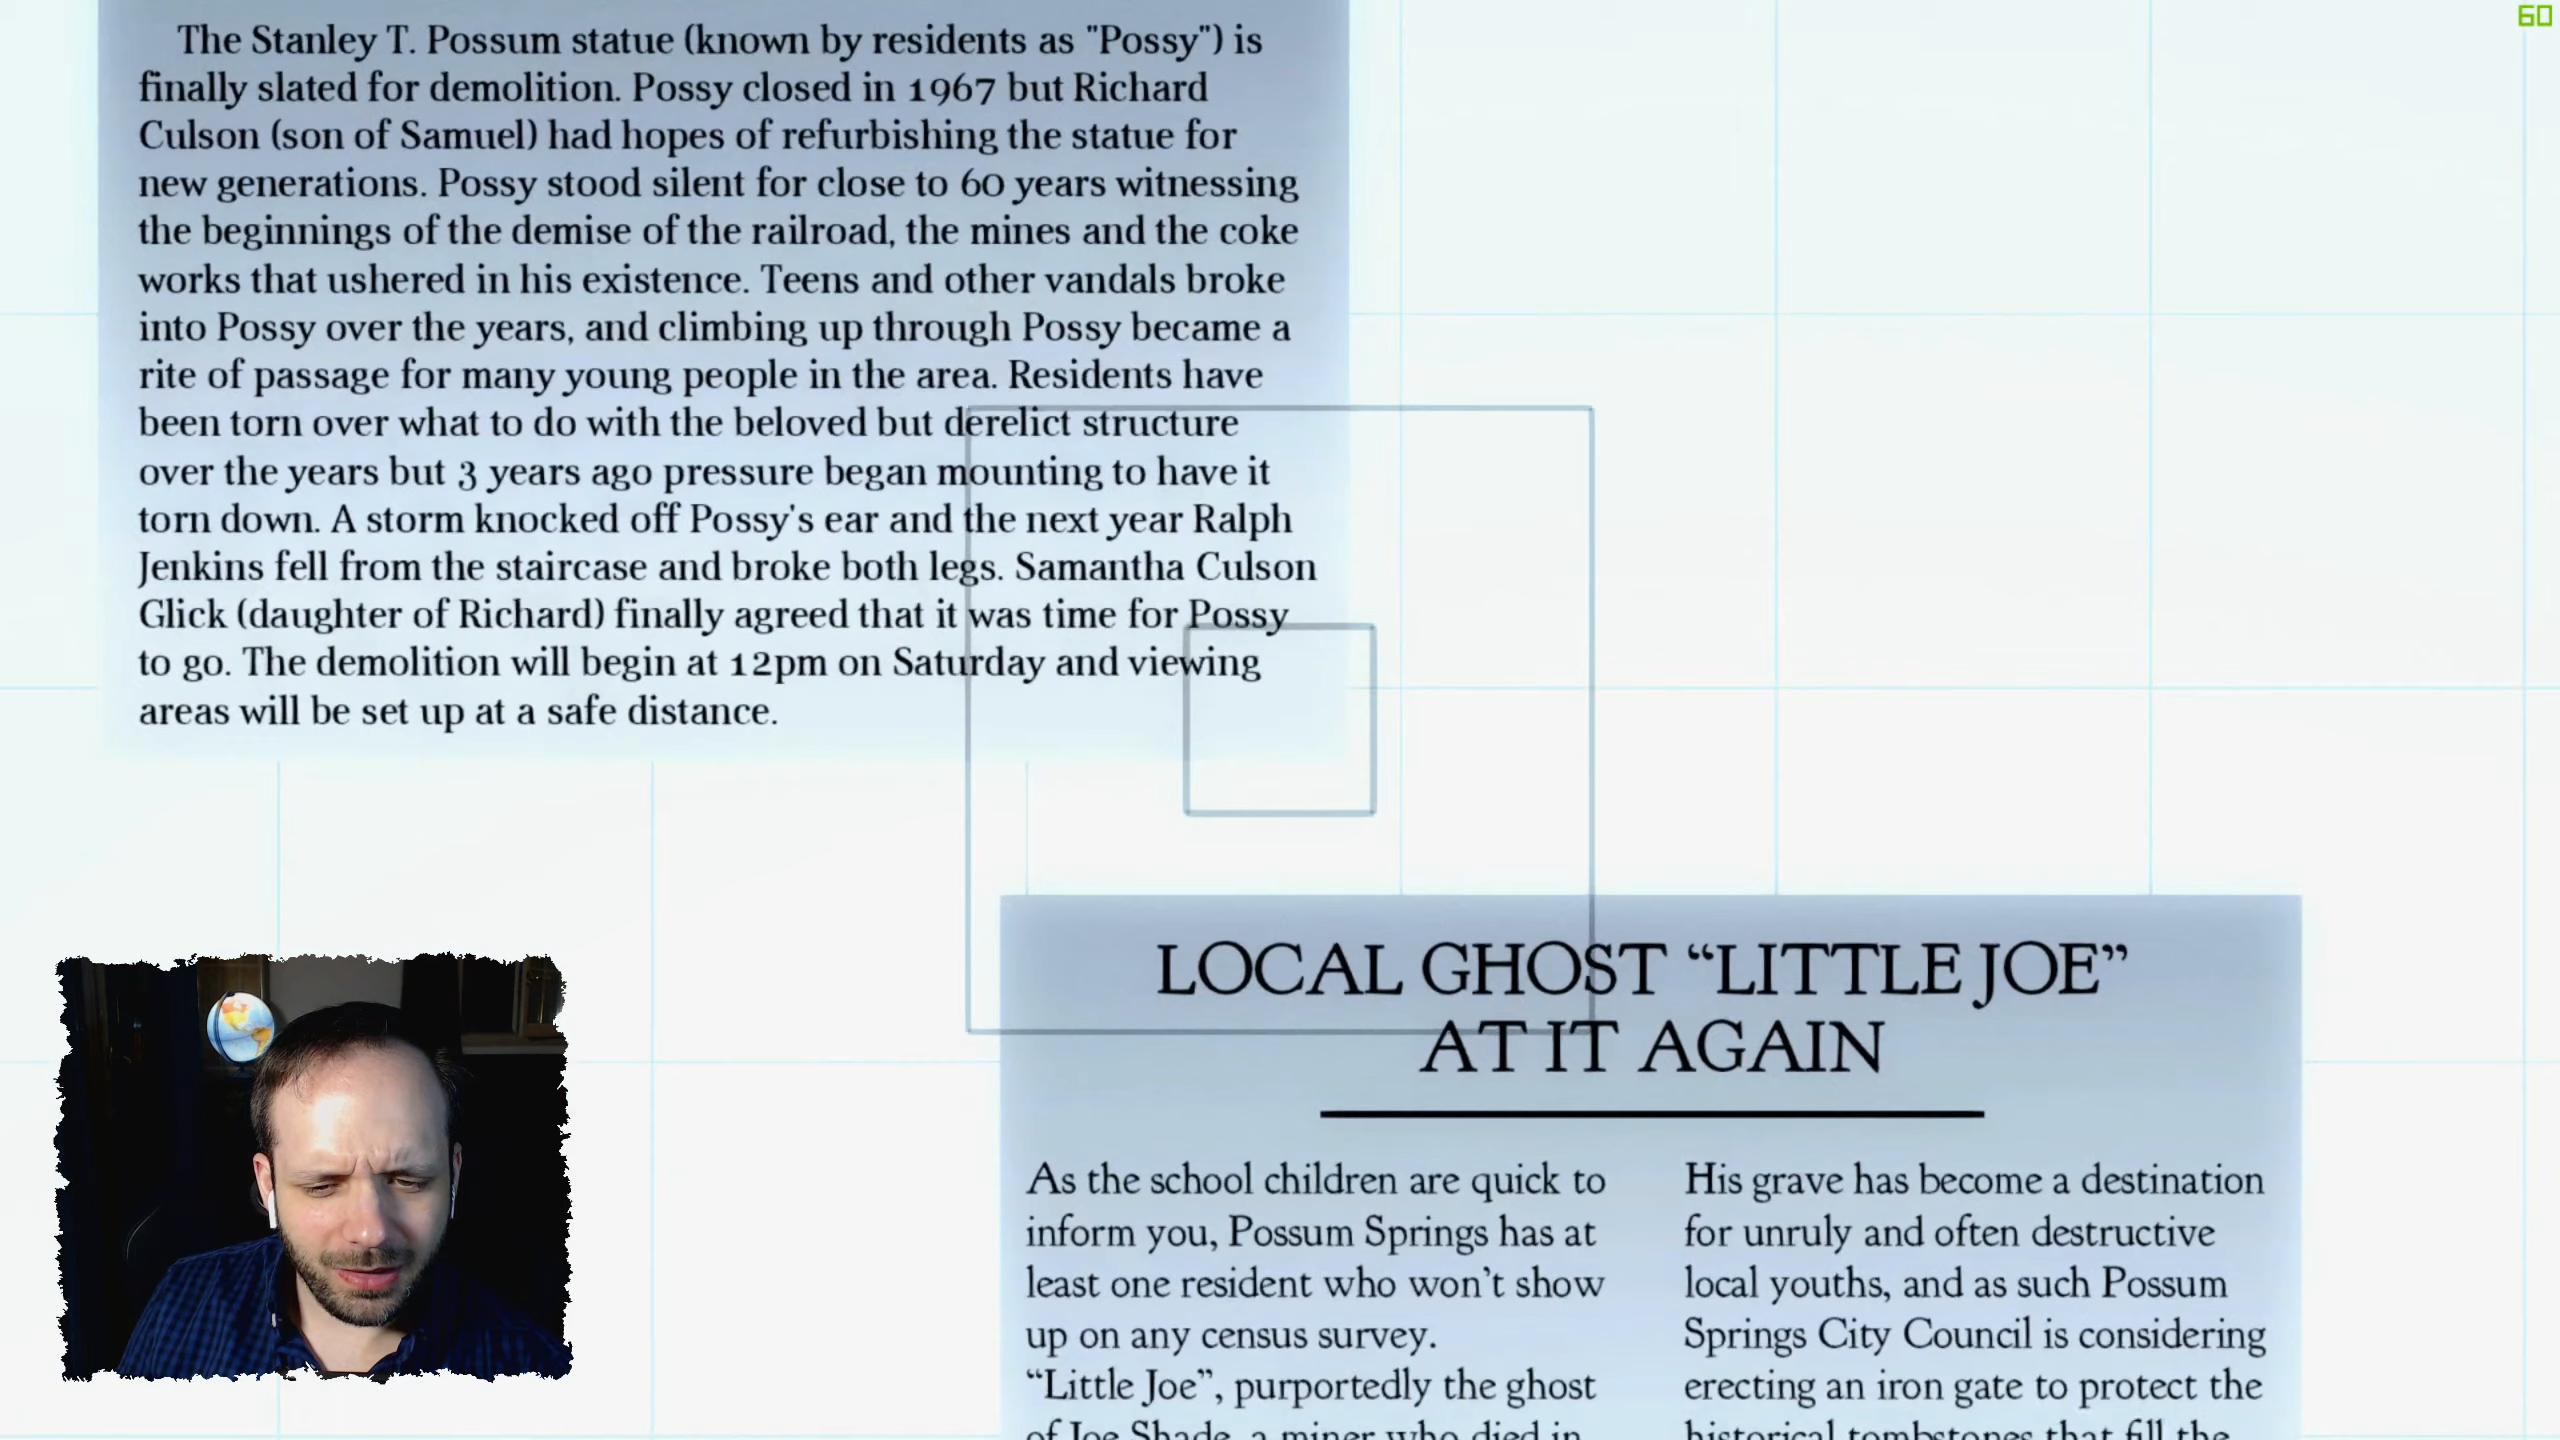 60
The Stanley T. Possum statue (known by residents as "Possy") is
finally slated for demolition. Possy closed in 1967 but Richard
Culson (son of Samuel) had hopes of refurbishing the statue for
new generations. Possy stood silent for close to 60 years witnessing
the beginnings of the demise of the railroad, the mines and the coke
works that ushered in his existence. Teens and other vandals broke
into Possy over the years, and climbing up through Possy became a
rite of passage for many young people in the area. Residents have
been torn over what to do with the beloved but derelict structure
over the years but 3 years ago pressure began mounting to have it
torn down. A storm knocked off Possy's ear and the next year Ralph
Jenkins fell from the staircase and broke both legs. Samantha Culson
Glick (daughter of Richard) finally agreed that it was time for Possy
to go. The demolition will begin at 12pm on Saturday and viewing
areas will be set up at a safe distance.
LOCAL GHOST “LITTLE JOE”
AT IT AGAIN
As the school children are quick to
inform you, Possum Springs has at
least one resident who won’t show
up on any census survey.
“Little Joe”, purportedly the ghost
of Joe Shade, a miner who died in
His grave has become a destination
for unruly and often destructive
local youths, and as such Possum
Springs City Council is considering
erecting an iron gate to protect the
historical tombstones that fill the